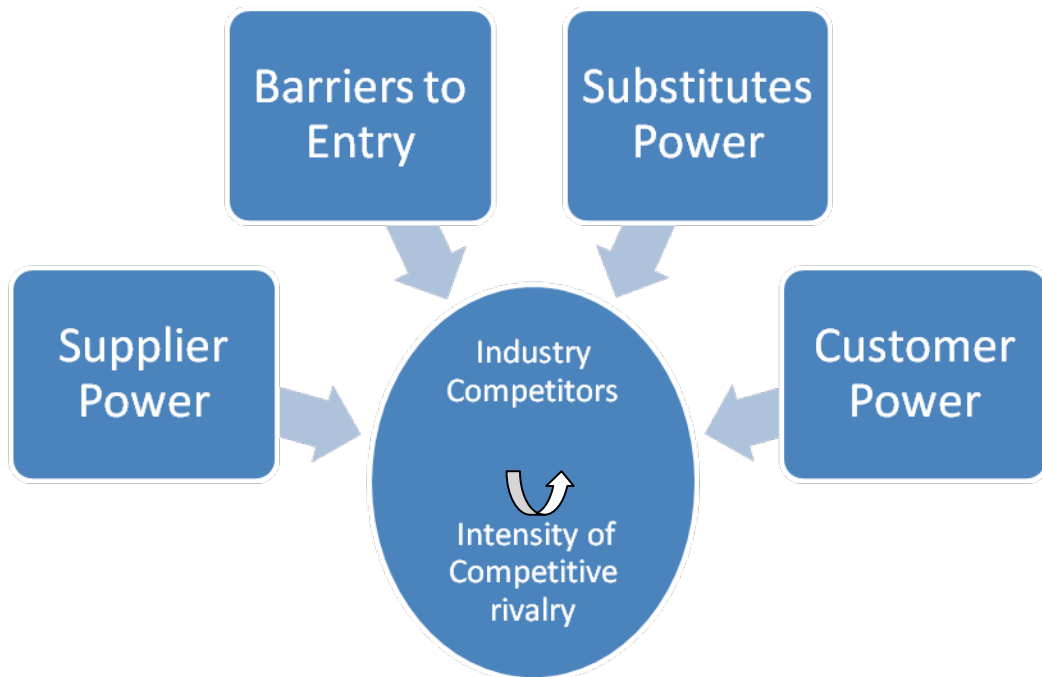 Barriers to
Entry
Substitutes
Power
Supplier
Power
Industry
Competitors
Intensity of
Competitive
rivalry
Customer
Power